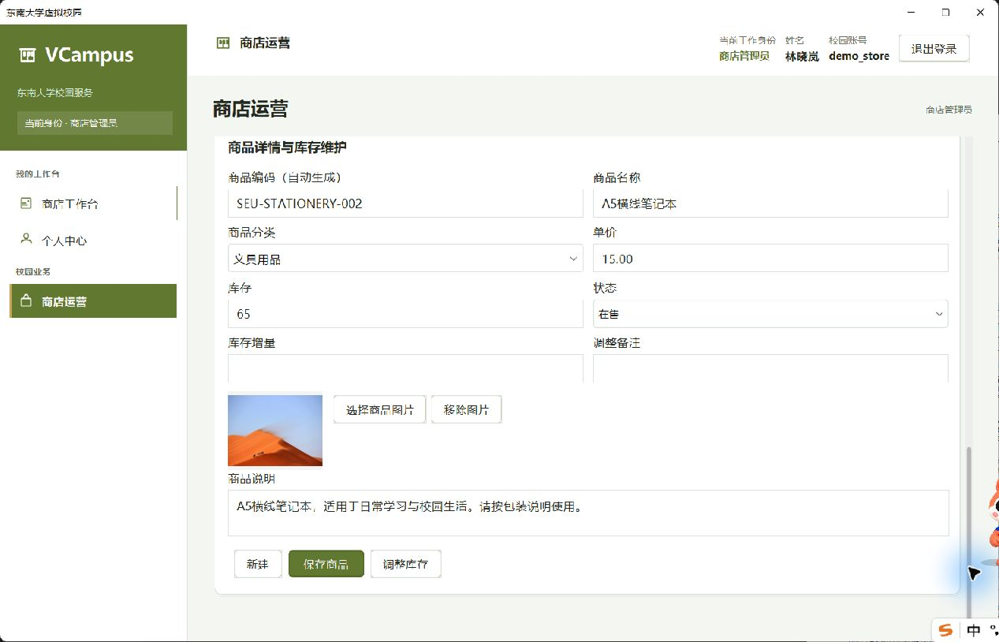 东南大学虚拟校园
VCampus
东南大学校园服务
当前身份 · 商店管理员
我的工作台
商店工作台
个人中心
校园业务
商店运营
商店运营
当前工作身份 姓名 校园账号
商店管理员 林晓岚 demo_store
退出登录
商店运营
商店管理员
商品详情与库存维护
商品编码（自动生成） 商品名称
SEU-STATIONERY-002 A5横线笔记本
商品分类 单价
文具用品 15.00
库存 状态
65 在售
库存增量 调整备注
选择商品图片 移除图片
商品说明
A5横线笔记本，适用于日常学习与校园生活。请按包装说明使用。
新建 保存商品 调整库存
中